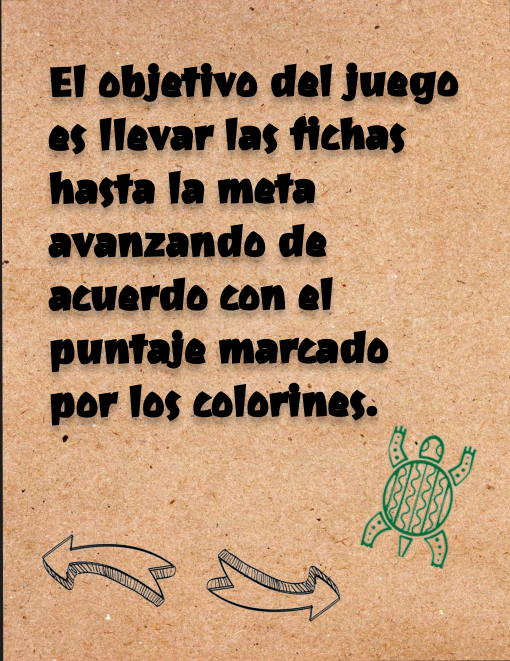 El objetivo del juego
es llevar las fichas
hasta la meta
avanzando de
acuerdo con el
puntaje marcado
por los colorines.